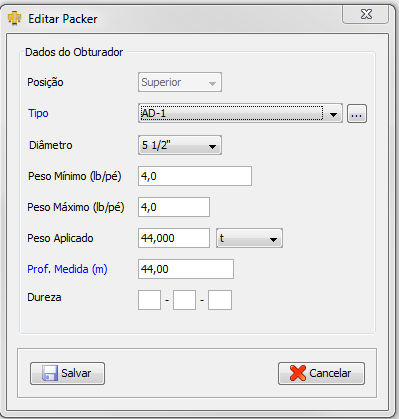 Editar Packer
Dados do Obturador
Posição Superior
Tipo AD-1 ...
Diâmetro 5 1/2"
Peso Mínimo (lb/pé) 4,0
Peso Máximo (lb/pé) 4,0
Peso Aplicado 44,000 t
Prof. Medida (m) 44,00
Dureza - -
Salvar Cancelar